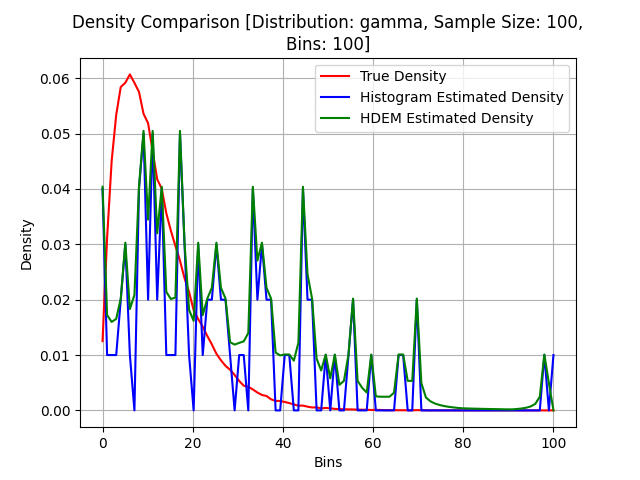 Density Comparison [Distribution: gamma, Sample Size: 100,
Bins: 100]
True Density
Histogram Estimated Density
HDEM Estimated Density
Density
0.06
0.05
0.04
0.03
0.02
0.01
0.00
0 20 40 60 80 100
Bins